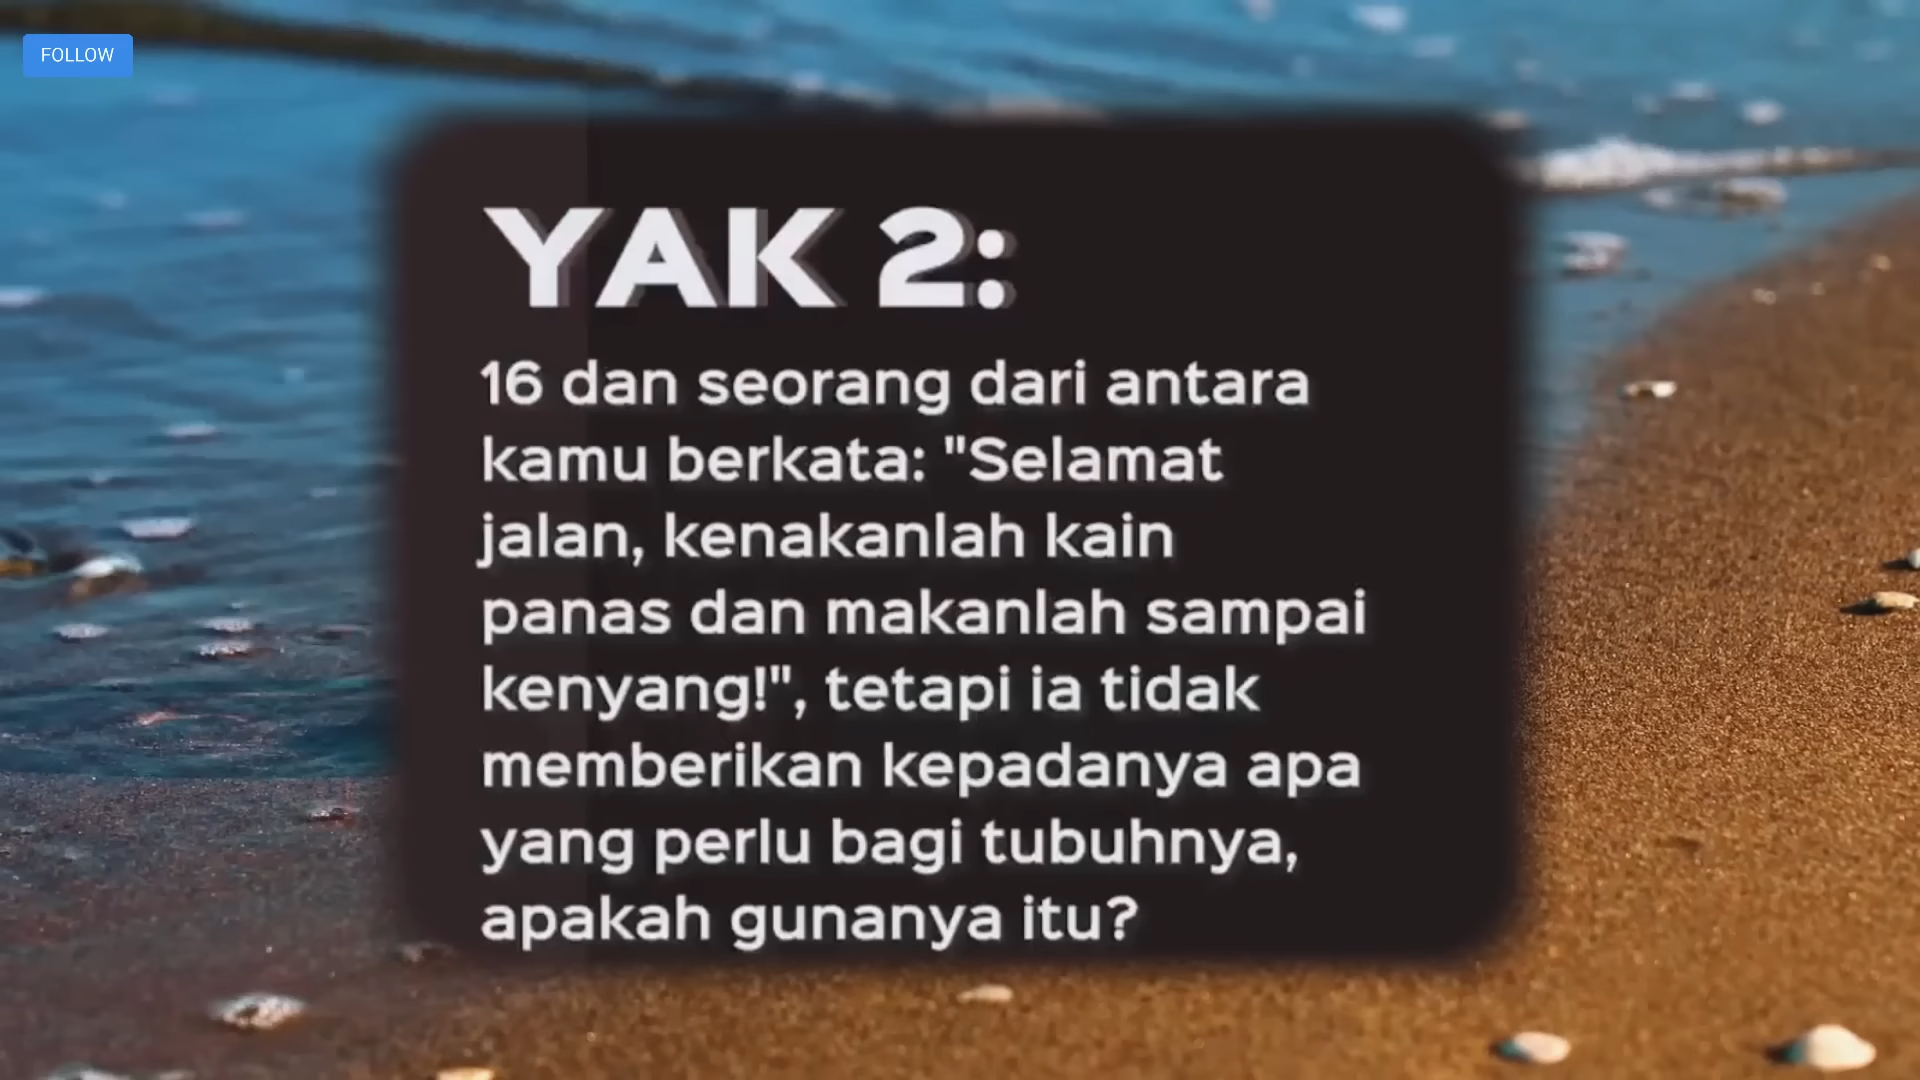 FOLLOW
YAK 2:
16 dan seorang dari antara
kamu berkata: "Selamat
jalan, kenakanlah kain
panas dan makanlah sampai
kenyang!", tetapi ia tidak
memberikan kepadanya apa
yang perlu bagi tubuhnya,
apakah gunanya itu?